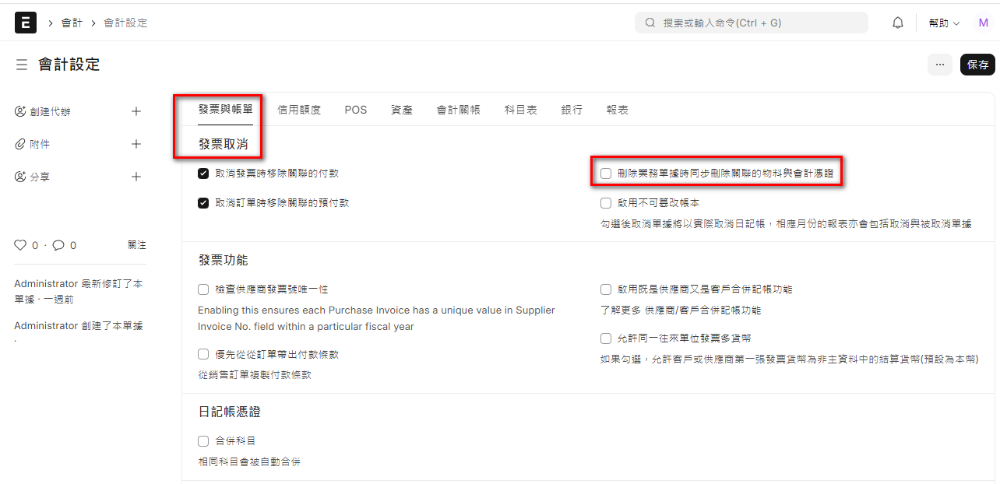 E
會計
會計設定
搜索或輸入命令(Ctrl + G)
幫助
M
會計設定
保存
創建代辦
附件
分享
0 · 0
關注
Administrator 最新修訂了本
單據 · 一週前
Administrator 創建了本單據
·
發票與帳單
信用額度
POS
資產
會計關帳
科目表
銀行
報表
發票取消
取消發票時移除關聯的付款
取消訂單時移除關聯的預付款
刪除業務單據時同步刪除關聯的物料與會計憑證
啟用不可篡改帳本
勾選後取消單據將以實際取消日記帳，相應月份的報表亦會包括取消與被取消單據
發票功能
檢查供應商發票號唯一性
Enabling this ensures each Purchase Invoice has a unique value in Supplier
Invoice No. field within a particular fiscal year
優先從從訂單帶出付款條款
從銷售訂單複製付款條款
啟用既是供應商又是客戶合併記帳功能
了解更多 供應商/客戶合併記帳功能
允許同一往來單位發票多貨幣
如果勾選，允許客戶或供應商第一張發票貨幣為非主資料中的結算貨幣(預設為本幣)
日記帳憑證
合併科目
相同科目會被自動合併